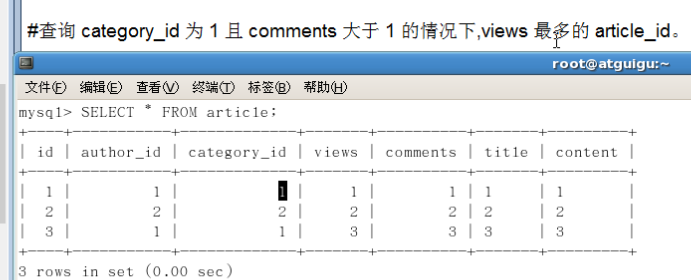 #查询 category_id 为 1 且 comments 大于 1 的情况下,views 最多的 article_id。
root@atguigu:~
文件(F) 编辑(E) 查看(V) 终端(T) 标签(B) 帮助(H)
mysql> SELECT * FROM article;
+----+-----------+-------------+-------+----------+-------+---------+
| id | author_id | category_id | views | comments | title | content |
+----+-----------+-------------+-------+----------+-------+---------+
| 1 | 1 | 1 | 1 | 1 | 1 | 1 |
| 2 | 2 | 2 | 2 | 2 | 2 | 2 |
| 3 | 1 | 1 | 3 | 3 | 3 | 3 |
+----+-----------+-------------+-------+----------+-------+---------+
3 rows in set (0.00 sec)